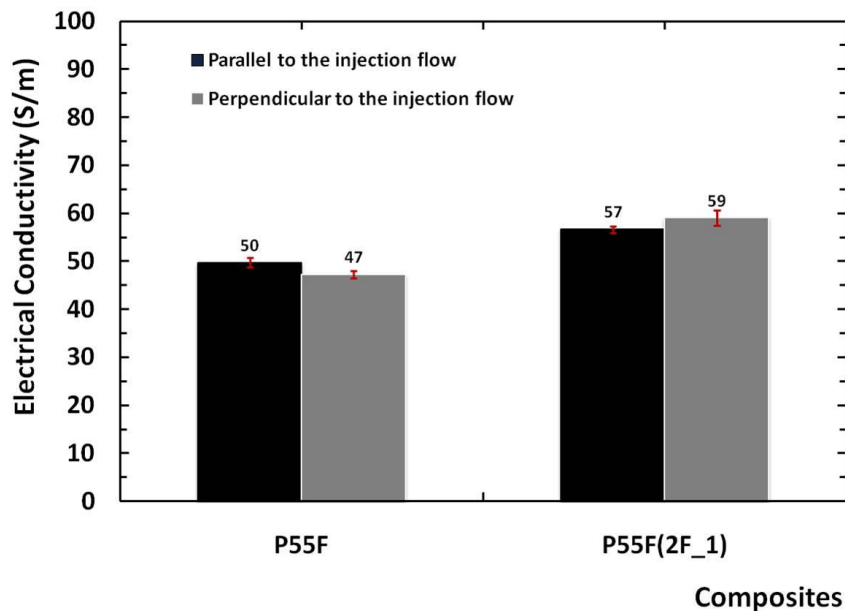 Electrical Conductivity (S/m)
100
90
80
70
60
50
40
30
20
10
0
Parallel to the injection flow
Perpendicular to the injection flow
50
47
57
59
P55F
P55F(2F_1)
Composites